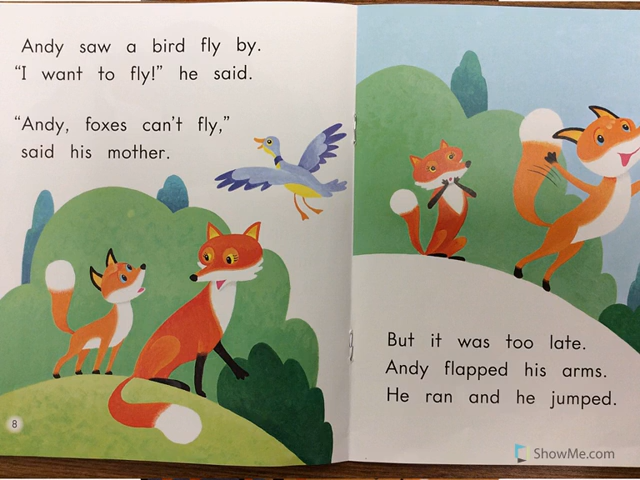 Andy saw a bird fly by.
“I want to fly!” he said.
“Andy, foxes can’t fly,”
said his mother.
8
But it was too late.
Andy flapped his arms.
He ran and he jumped.
ShowMe.com